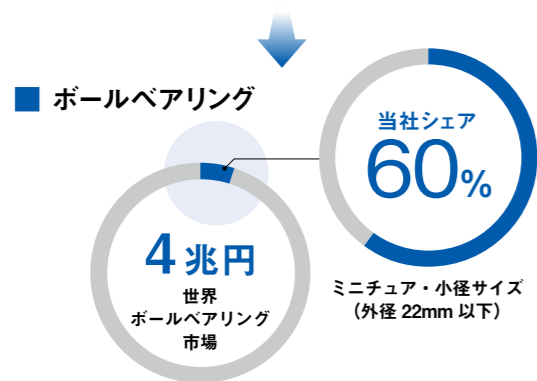 ボールベアリング
当社シェア
60%
ミニチュア・小径サイズ
（外径 22mm 以下）
4 兆円
世界
ボールベアリング
市場